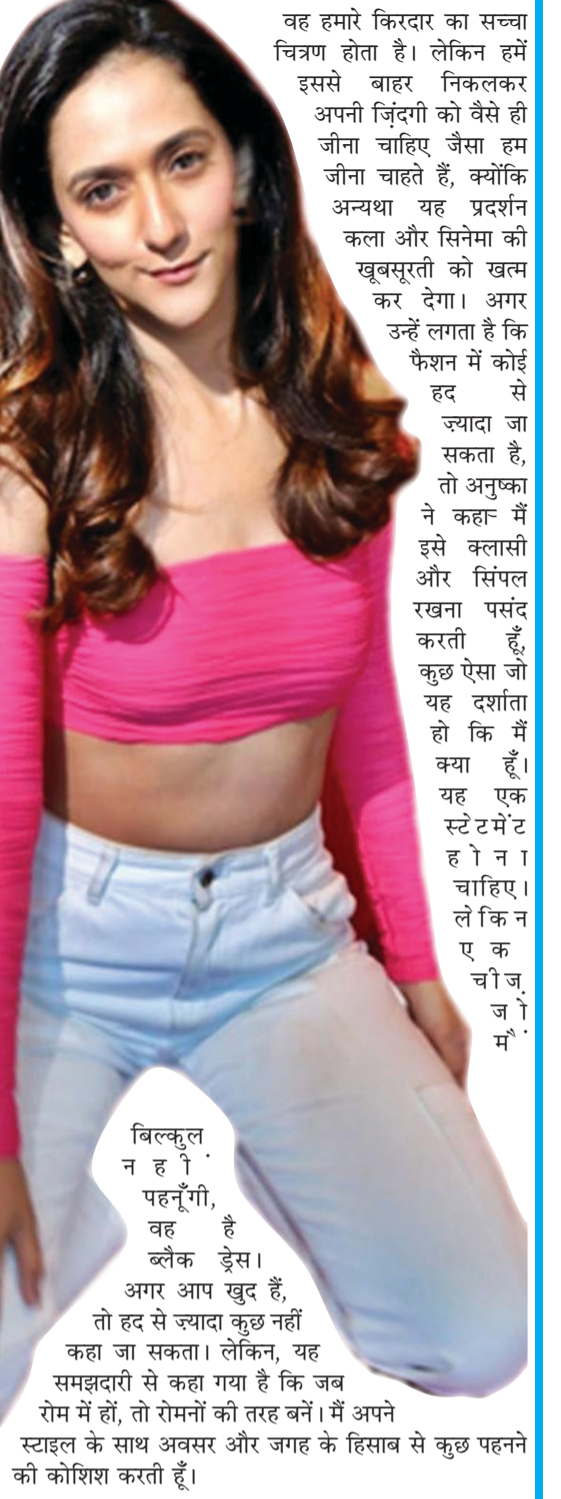 वह हमारे किरदार का सच्चा
चित्रण होता है। लेकिन हमें
इससे बाहर निकलकर
अपनी ज़िंदगी को वैसे ही
जीना चाहिए जैसा हम
जीना चाहते हैं, क्योंकि
अन्यथा यह प्रदर्शन
कला और सिनेमा की
खूबसूरती को खत्म
कर देगा। अगर
उन्हें लगता है कि
फैशन में कोई
हद से
ज़्यादा जा
सकता है,
तो अनुष्का
ने कहा- मैं
इसे क्लासी
और सिंपल
रखना पसंद
करती हूँ,
कुछ ऐसा जो
यह दर्शाता
हो कि मैं
क्या हूँ।
यह एक
स्टेटमेंट
होना
चाहिए।
लेकिन
एक
चीज़
जो
मैं
बिल्कुल
नहीं
पहनूँगी,
वह है
ब्लैक ड्रेस।
अगर आप खुद हैं,
तो हद से ज़्यादा कुछ नहीं
कहा जा सकता। लेकिन, यह
समझदारी से कहा गया है कि जब
रोम में हों, तो रोमनों की तरह बनें। मैं अपने
स्टाइल के साथ अवसर और जगह के हिसाब से कुछ पहनने
की कोशिश करती हूँ।